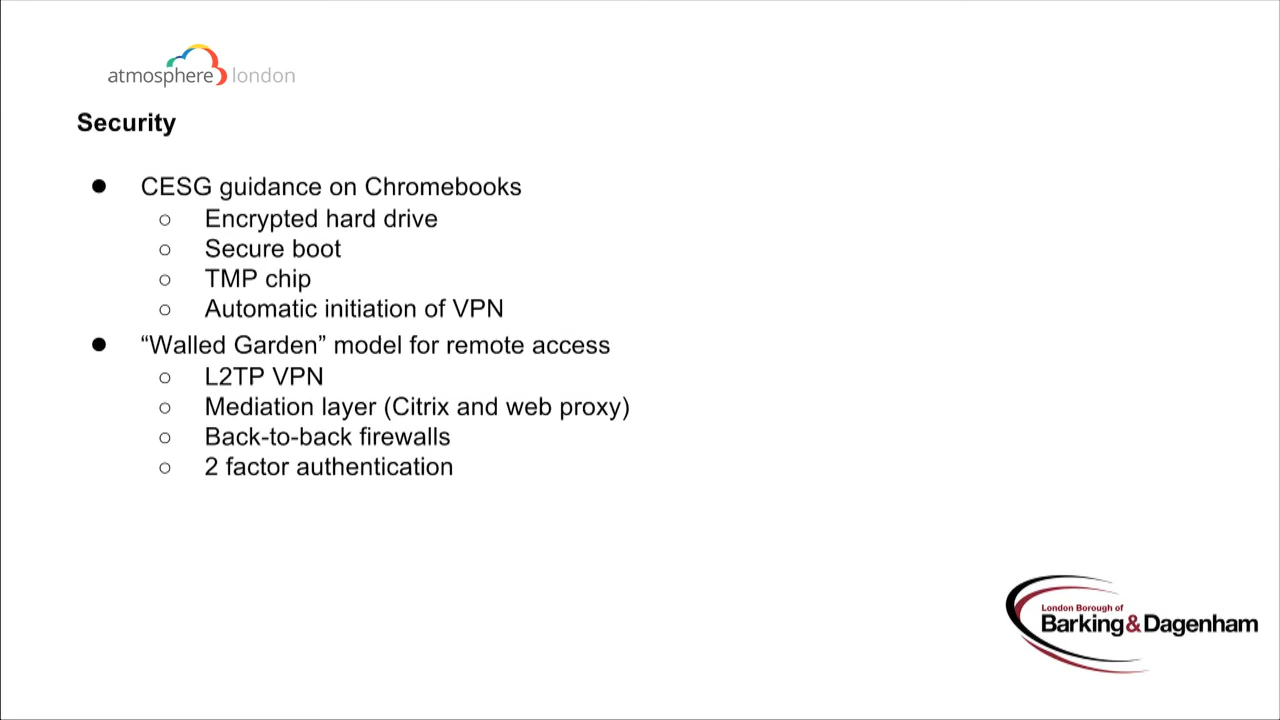 atmosphere london
Security
● CESG guidance on Chromebooks
○ Encrypted hard drive
○ Secure boot
○ TMP chip
○ Automatic initiation of VPN
● “Walled Garden” model for remote access
○ L2TP VPN
○ Mediation layer (Citrix and web proxy)
○ Back-to-back firewalls
○ 2 factor authentication
London Borough of
Barking&Dagenham